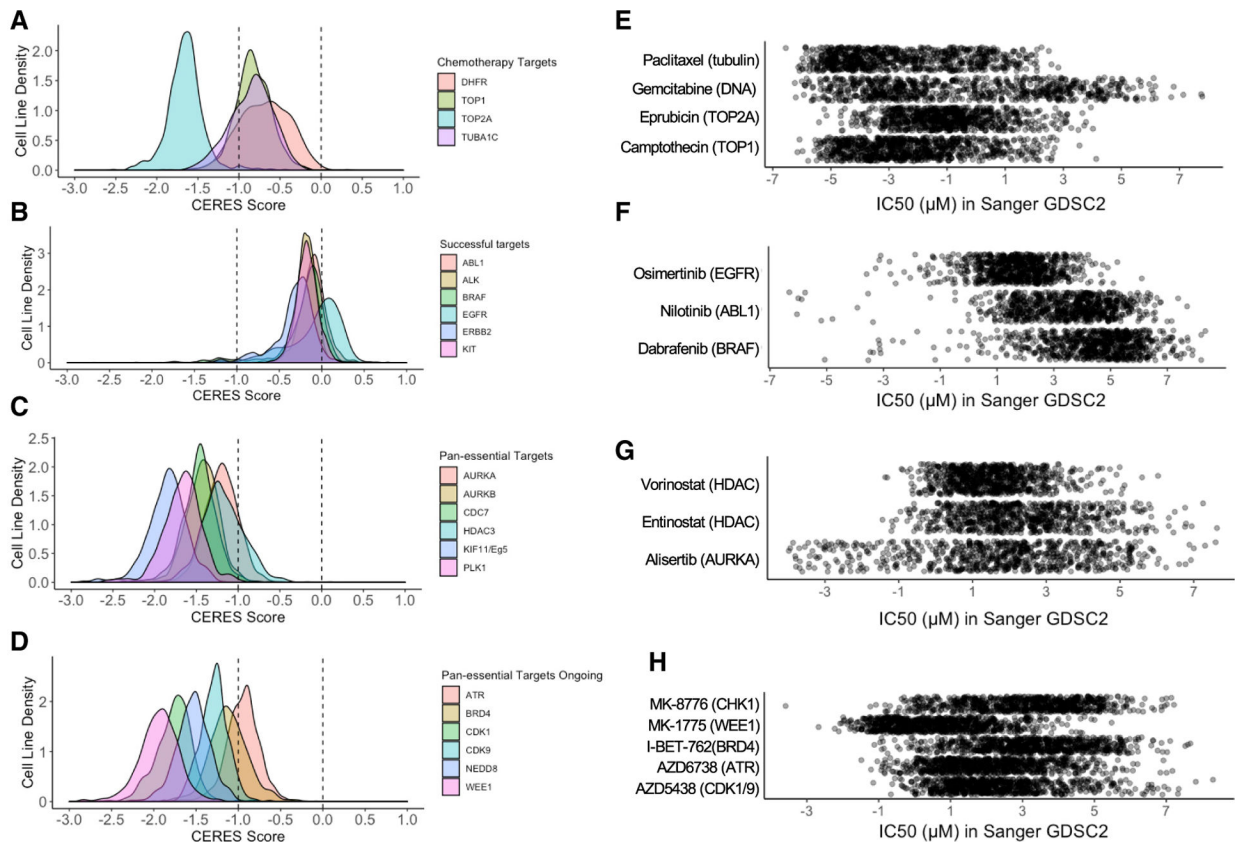 A
Cell Line Density
2.0
1.5
1.0
0.5
0.0
-3.0 -2.5 -2.0 -1.5 -1.0 -0.5 0.0 0.5 1.0
CERES Score
Chemotherapy Targets
DHFR
TOP1
TOP2A
TUBA1C
B
Cell Line Density
3
2
1
0
-3.0 -2.5 -2.0 -1.5 -1.0 -0.5 0.0 0.5 1.0
CERES Score
Successful targets
ABL1
ALK
BRAF
EGFR
ERBB2
KIT
C
Cell Line Density
2.5
2.0
1.5
1.0
0.5
0.0
-3.0 -2.5 -2.0 -1.5 -1.0 -0.5 0.0 0.5 1.0
CERES Score
Pan-essential Targets
AURKA
AURKB
CDC7
HDAC3
KIF11/Eg5
PLK1
D
Cell Line Density
2
1
0
-3.0 -2.5 -2.0 -1.5 -1.0 -0.5 0.0 0.5 1.0
CERES Score
Pan-essential Targets Ongoing
ATR
BRD4
CDK1
CDK9
NEDD8
WEE1
E
Paclitaxel (tubulin)
Gemcitabine (DNA)
Eprubicin (TOP2A)
Camptothecin (TOP1)
-7 -5 -3 -1 1 3 5 7
IC50 (µM) in Sanger GDSC2
F
Osimertinib (EGFR)
Nilotinib (ABL1)
Dabrafenib (BRAF)
-7 -5 -3 -1 1 3 5 7
IC50 (µM) in Sanger GDSC2
G
Vorinostat (HDAC)
Entinostat (HDAC)
Alisertib (AURKA)
-3 -1 1 3 5 7
IC50 (µM) in Sanger GDSC2
H
MK-8776 (CHK1)
MK-1775 (WEE1)
I-BET-762(BRD4)
AZD6738 (ATR)
AZD5438 (CDK1/9)
-3 -1 1 3 5 7
IC50 (µM) in Sanger GDSC2